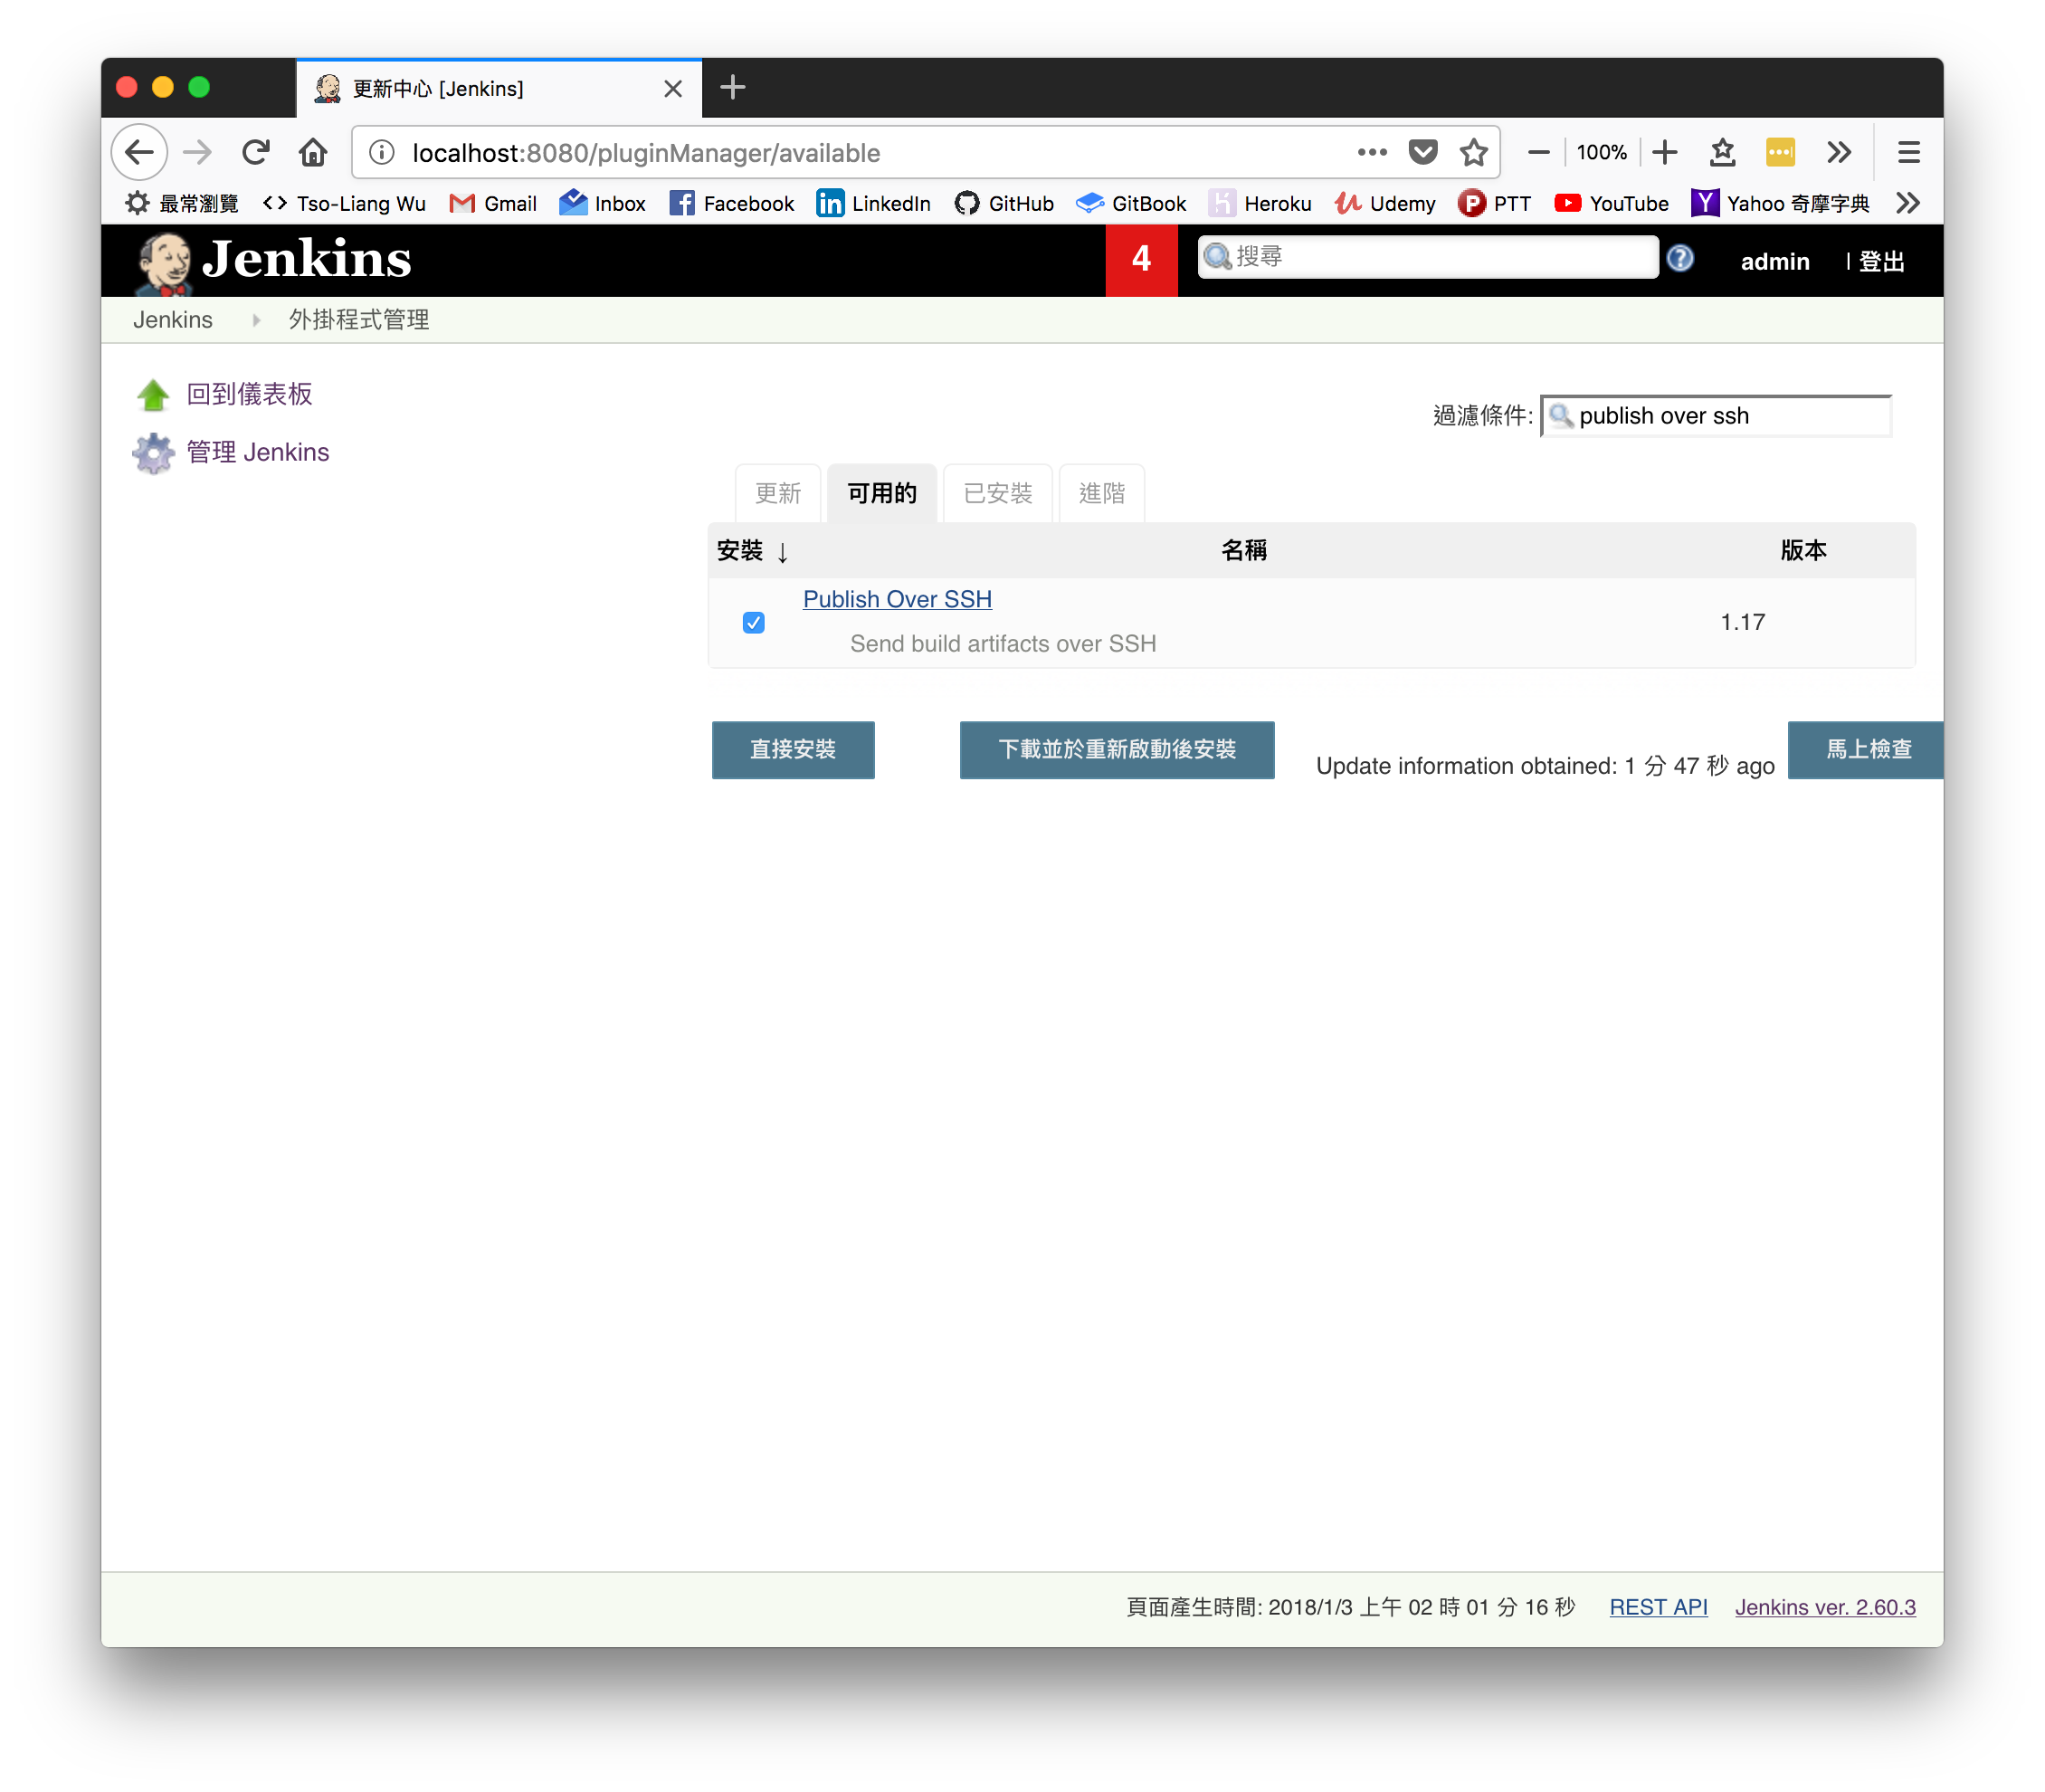 更新中心 [Jenkins]
localhost:8080/pluginManager/available
100%
最常瀏覽 Tso-Liang Wu Gmail Inbox Facebook LinkedIn GitHub GitBook Heroku Udemy PTT YouTube Yahoo 奇摩字典
Jenkins 4 搜尋 admin | 登出
Jenkins 外掛程式管理
回到儀表板
管理 Jenkins
過濾條件: publish over ssh
更新 可用的 已安裝 進階
安裝 ↓ 名稱 版本
Publish Over SSH
Send build artifacts over SSH
1.17
直接安裝 下載並於重新啟動後安裝 Update information obtained: 1 分 47 秒 ago 馬上檢查
頁面產生時間: 2018/1/3 上午 02 時 01 分 16 秒 REST API Jenkins ver. 2.60.3